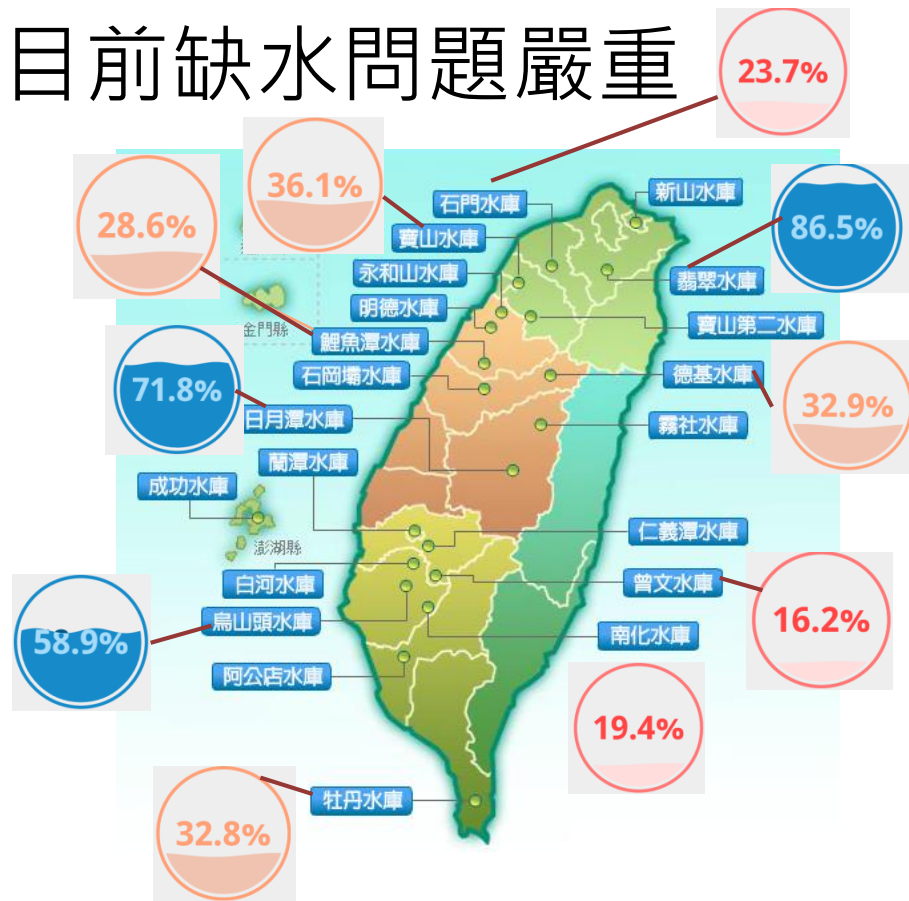 目前缺水問題嚴重
23.7%
36.1%
28.6%
86.5%
石門水庫
新山水庫
寶山水庫
永和山水庫
翡翠水庫
明德水庫
金門縣
寶山第二水庫
鯉魚潭水庫
71.8%
石岡壩水庫
德基水庫
32.9%
日月潭水庫
霧社水庫
蘭潭水庫
成功水庫
仁義潭水庫
澎湖縣
白河水庫
曾文水庫
16.2%
58.9%
烏山頭水庫
南化水庫
阿公店水庫
19.4%
牡丹水庫
32.8%